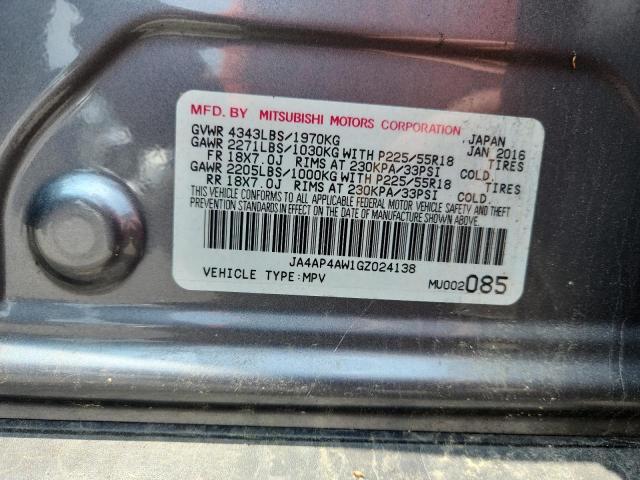 MFD. BY MITSUBISHI MOTORS CORPORATION JAPAN
GVWR 4343LBS/1970KG JAN 2016
GAWR 2271LBS/1030KG WITH P225/55R18 TIRES
FR 18X7.0J RIMS AT 230KPA/33PSI COLD.
GAWR 2205LBS/1000KG WITH P225/55R18 TIRES
RR 18X7.0J RIMS AT 230KPA/33PSI COLD.
THIS VEHICLE CONFORMS TO ALL APPLICABLE FEDERAL MOTOR VEHICLE SAFETY AND THEFT
PREVENTION STANDARDS IN EFFECT ON THE DATE OF MANUFACTURE SHOWN ABOVE.
JA4AP4AW1GZ024138
VEHICLE TYPE:MPV MU002085